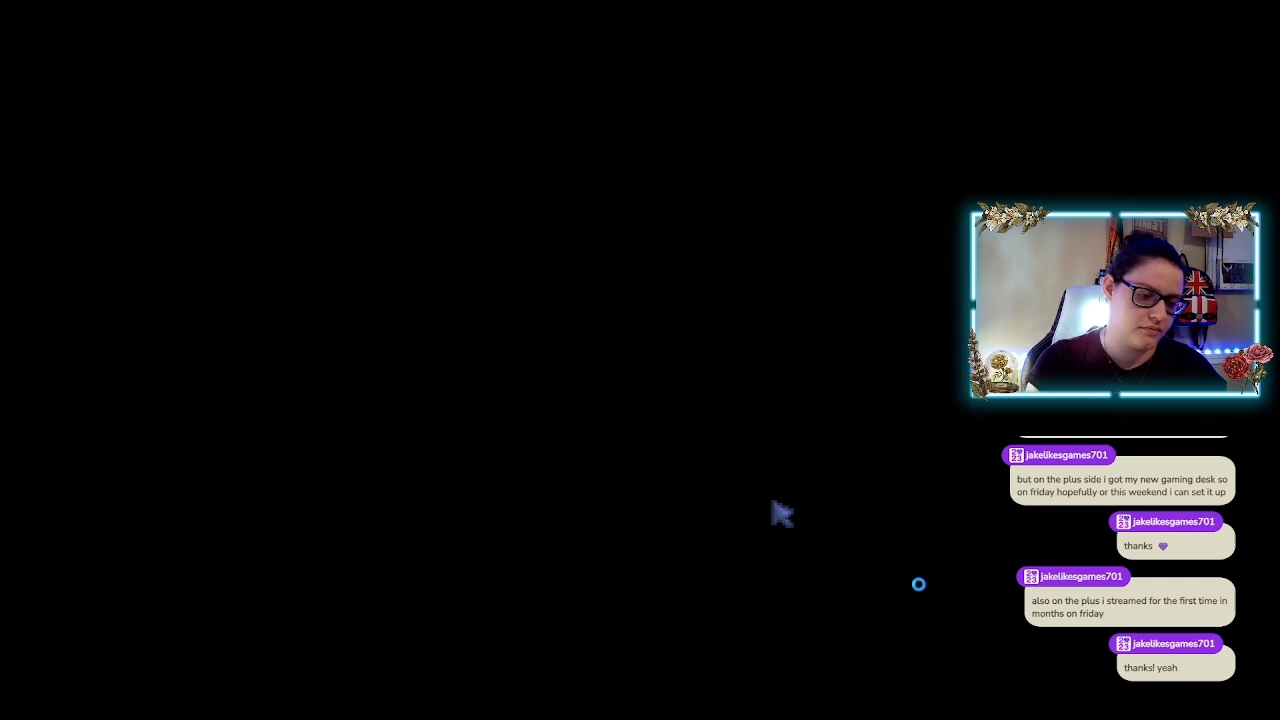 jakelikesgames701
but on the plus side i got my new gaming desk so
on friday hopefully or this weekend i can set it up
jakelikesgames701
thanks
jakelikesgames701
also on the plus i streamed for the first time in
months on friday
jakelikesgames701
thanks! yeah